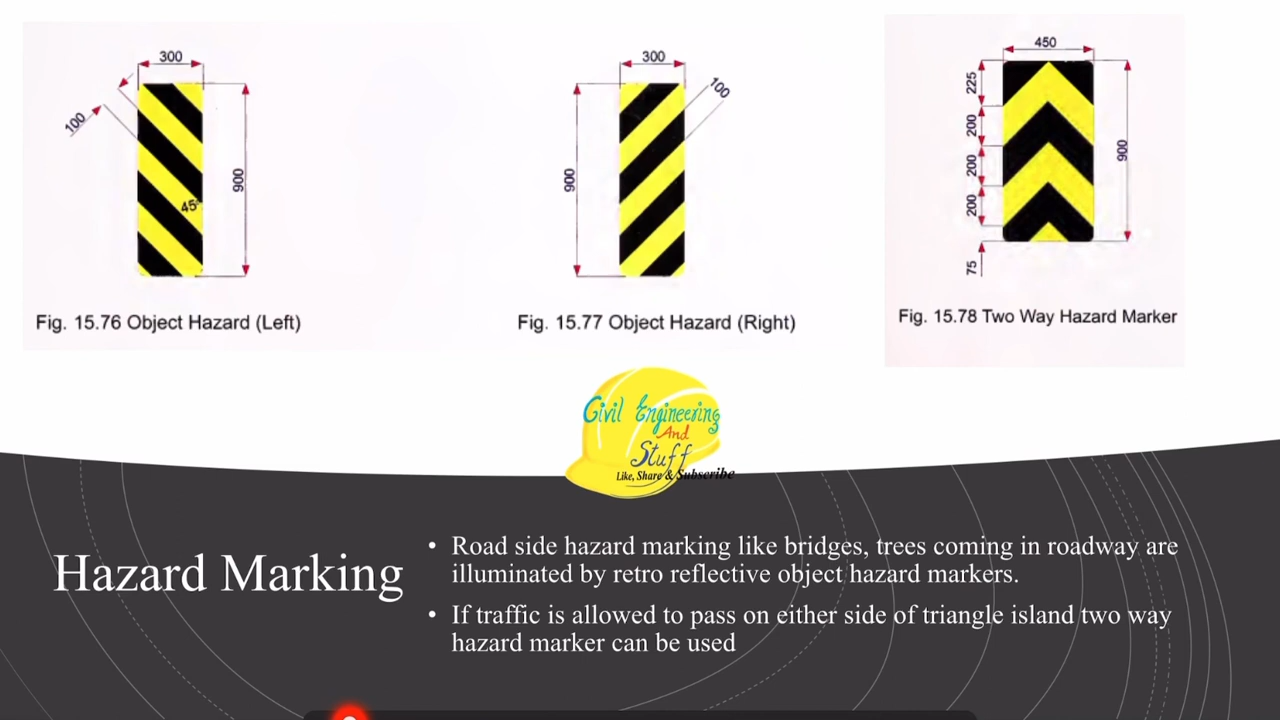 300
100
45°
900
Fig. 15.76 Object Hazard (Left)
300
100
900
Fig. 15.77 Object Hazard (Right)
450
225
200
200
200
75
900
Fig. 15.78 Two Way Hazard Marker
Civil Engineering
And
Stuff
Like, Share & Subscribe
Hazard Marking
• Road side hazard marking like bridges, trees coming in roadway are
illuminated by retro reflective object hazard markers.
• If traffic is allowed to pass on either side of triangle island two way
hazard marker can be used